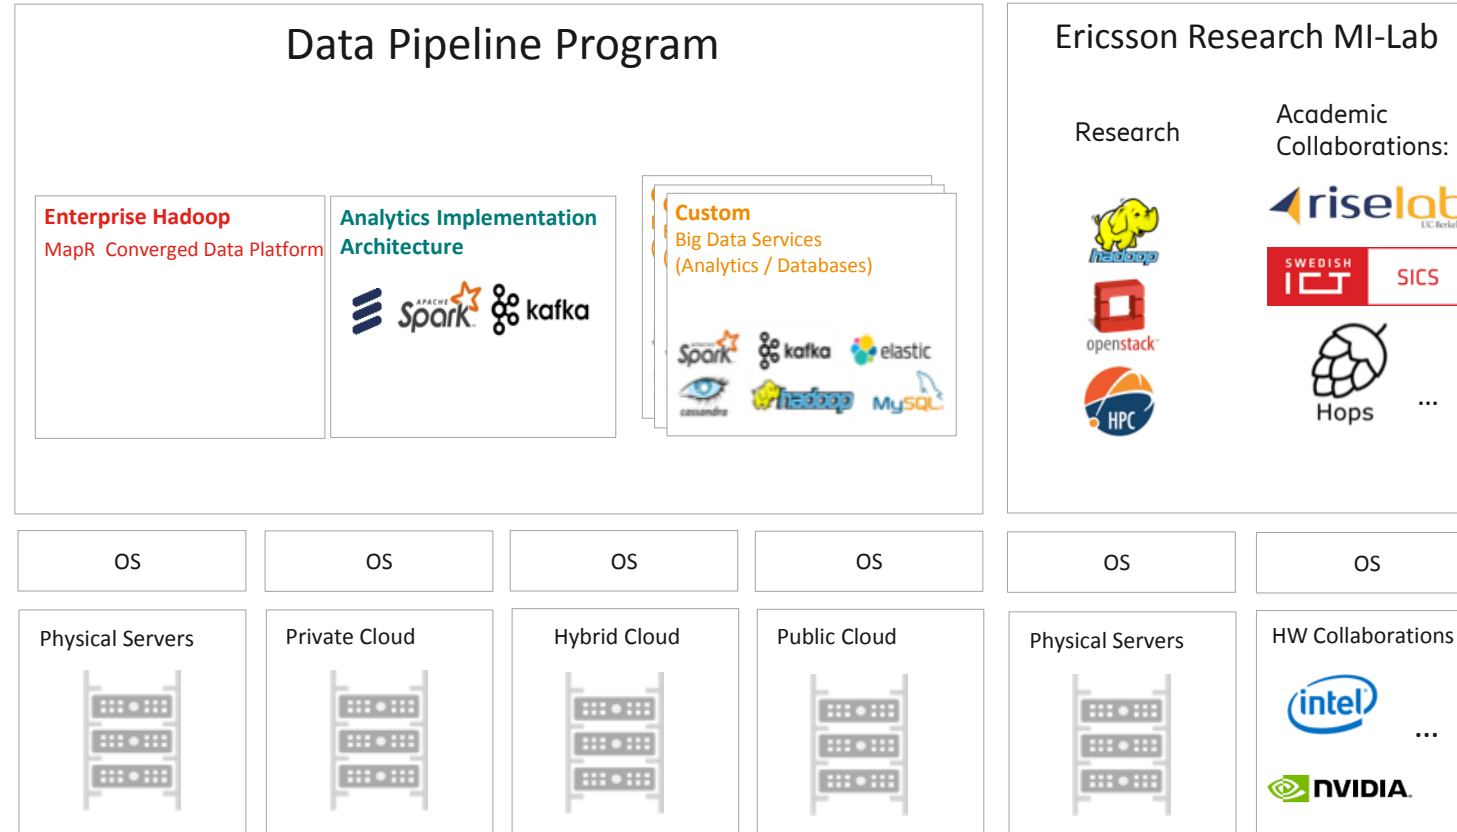 Data Pipeline Program
Enterprise Hadoop
MapR Converged Data Platform
Analytics Implementation
Architecture
APACHE
Spark
kafka
Custom
Big Data Services
(Analytics / Databases)
Spark
kafka
elastic
cassandra
hadoop
MySQL
Ericsson Research MI-Lab
Research
hadoop
openstack
HPC
Academic
Collaborations:
riselab
SWEDISH
ICT
SICS
Hops
...
OS
OS
OS
OS
OS
OS
Physical Servers
Private Cloud
Hybrid Cloud
Public Cloud
Physical Servers
HW Collaborations
intel
...
NVIDIA.